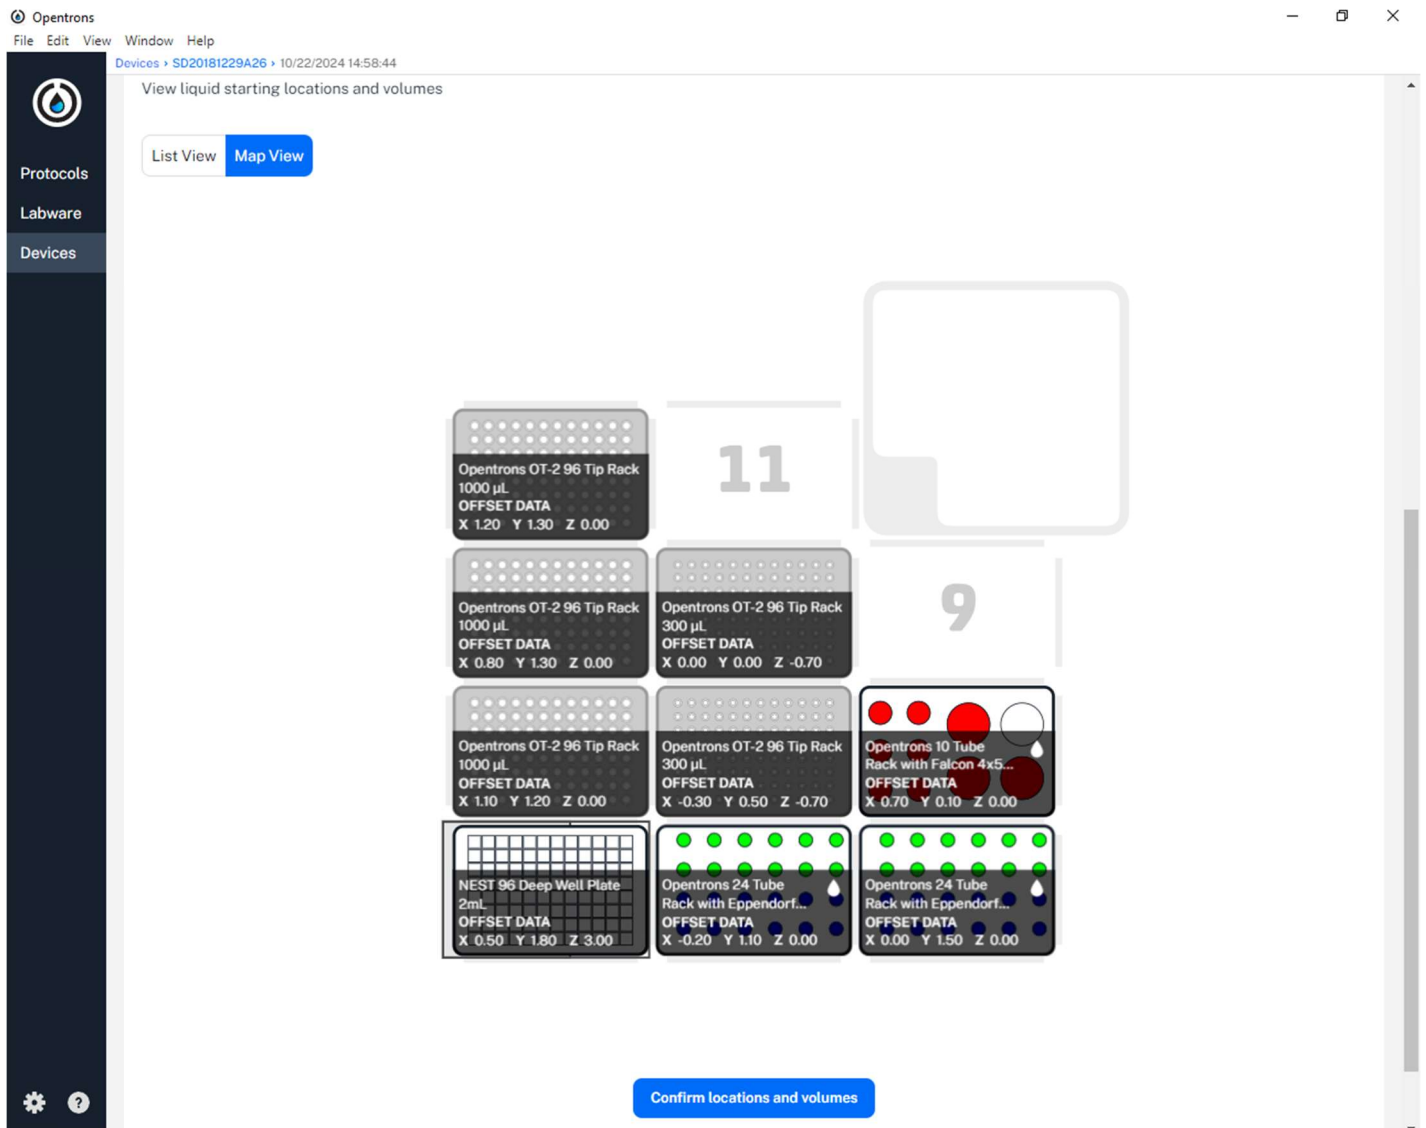 Opentrons
File Edit View Window Help
Devices › SD20181229A26 › 10/22/2024 14:58:44
View liquid starting locations and volumes
List View Map View
Protocols
Labware
Devices
Opentrons OT-2 96 Tip Rack
1000 µL
OFFSET DATA
X 1.20 Y 1.30 Z 0.00
11
Opentrons OT-2 96 Tip Rack
1000 µL
OFFSET DATA
X 0.80 Y 1.30 Z 0.00
Opentrons OT-2 96 Tip Rack
300 µL
OFFSET DATA
X 0.00 Y 0.00 Z -0.70
9
Opentrons OT-2 96 Tip Rack
1000 µL
OFFSET DATA
X 1.10 Y 1.20 Z 0.00
Opentrons OT-2 96 Tip Rack
300 µL
OFFSET DATA
X -0.30 Y 0.50 Z -0.70
Opentrons 10 Tube
Rack with Falcon 4x5...
OFFSET DATA
X 0.70 Y 0.10 Z 0.00
NEST 96 Deep Well Plate
2mL
OFFSET DATA
X 0.50 Y 1.80 Z 3.00
Opentrons 24 Tube
Rack with Eppendorf...
OFFSET DATA
X -0.20 Y 1.10 Z 0.00
Opentrons 24 Tube
Rack with Eppendorf...
OFFSET DATA
X 0.00 Y 1.50 Z 0.00
?
Confirm locations and volumes